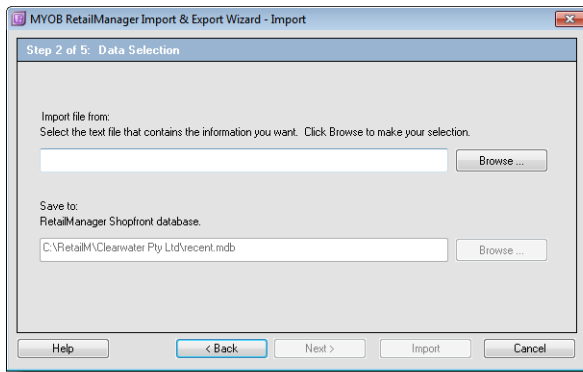 MYOB RetailManager Import & Export Wizard - Import
Step 2 of 5: Data Selection
Import file from:
Select the text file that contains the information you want. Click Browse to make your selection.
Browse ...
Save to:
RetailManager Shopfront database.
C:\RetailM\Clearwater Pty Ltd\recent.mdb
Browse ...
Help < Back Next > Import Cancel